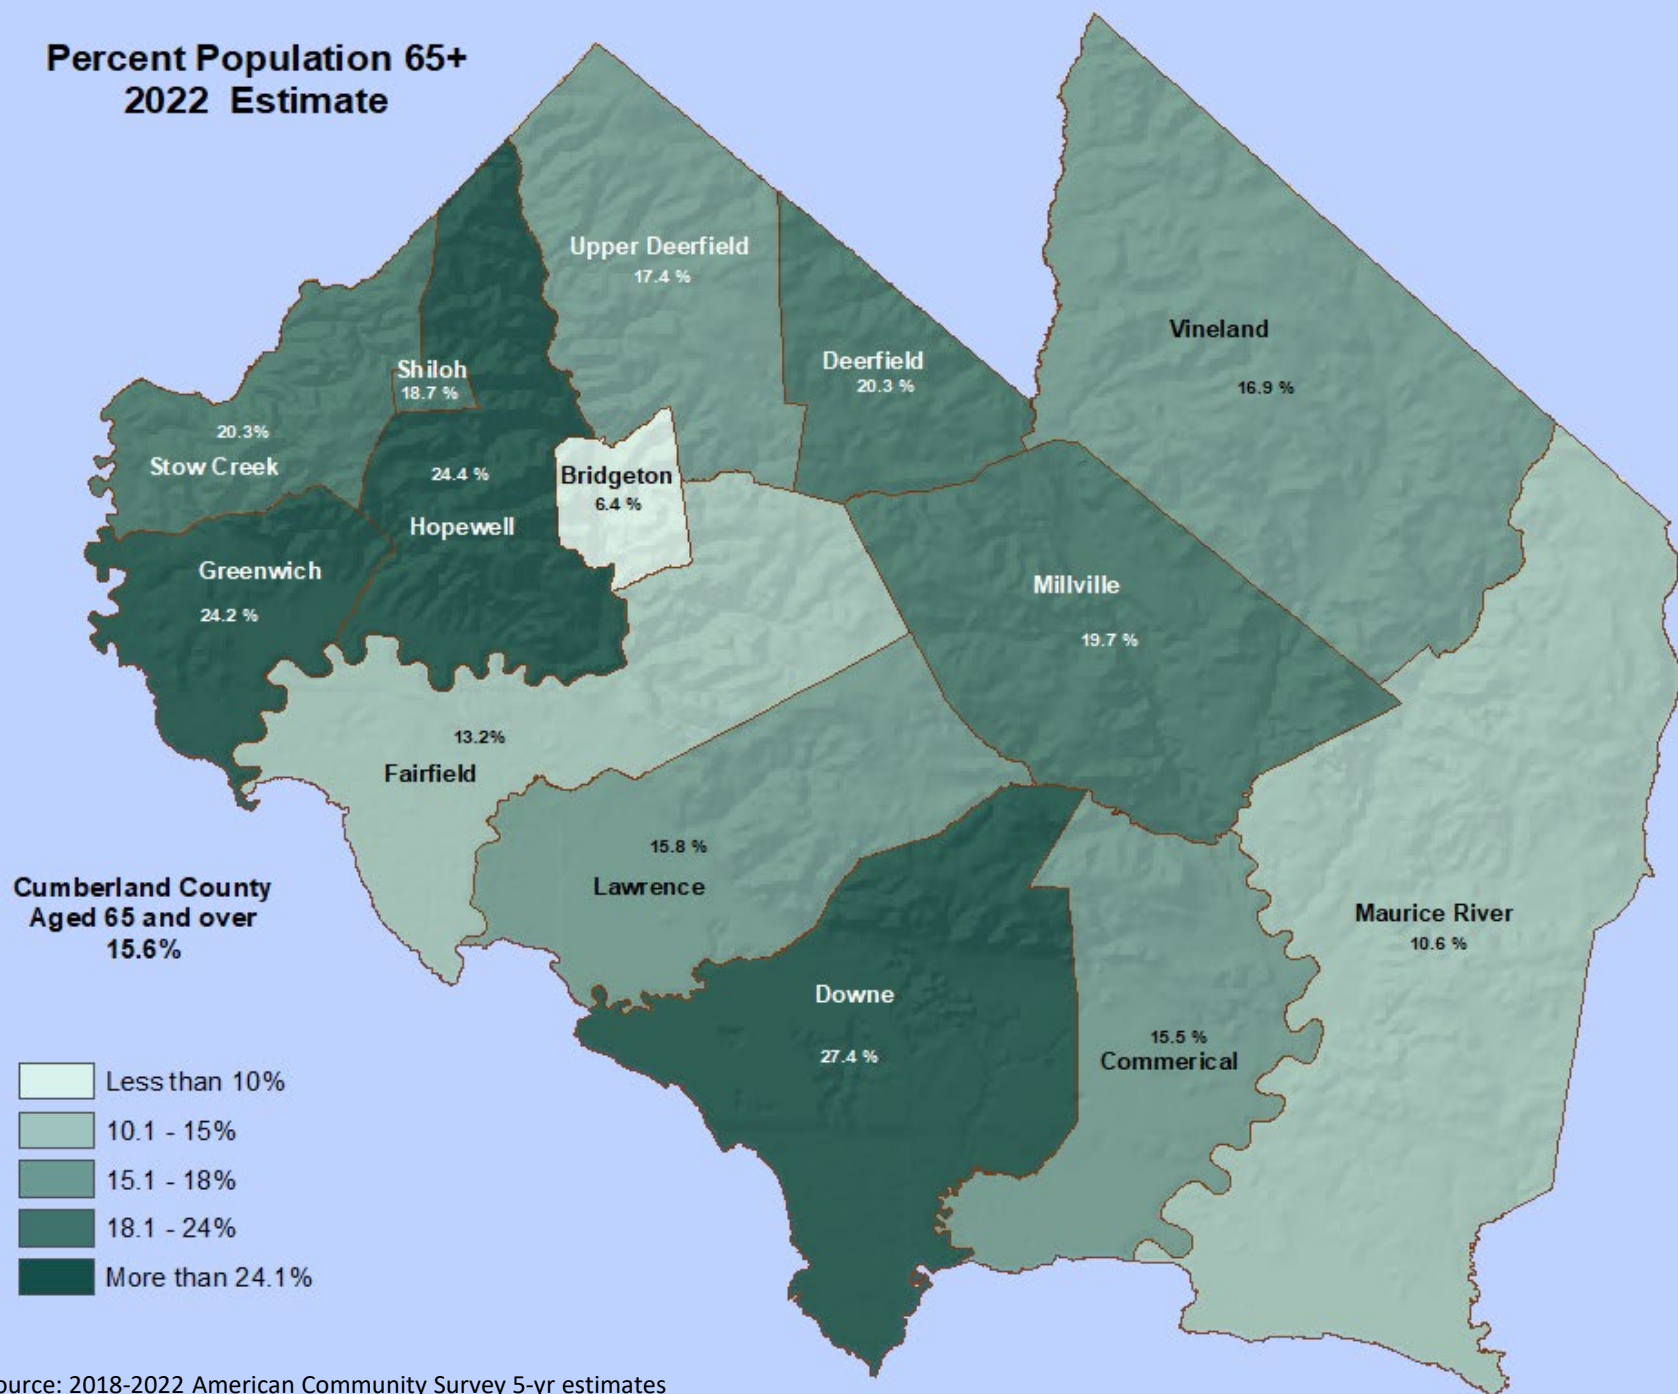 Percent Population 65+
2022 Estimate
Upper Deerfield
17.4 %
Vineland
16.9 %
Deerfield
20.3 %
Shiloh
18.7 %
20.3%
Stow Creek
24.4 %
Hopewell
Bridgeton
6.4 %
Greenwich
24.2 %
Millville
19.7 %
13.2%
Fairfield
15.8 %
Lawrence
Cumberland County
Aged 65 and over
15.6%
Maurice River
10.6 %
Downe
27.4 %
15.5 %
Commerical
Less than 10%
10.1 - 15%
15.1 - 18%
18.1 - 24%
More than 24.1%
ource: 2018-2022 American Community Survey 5-yr estimates